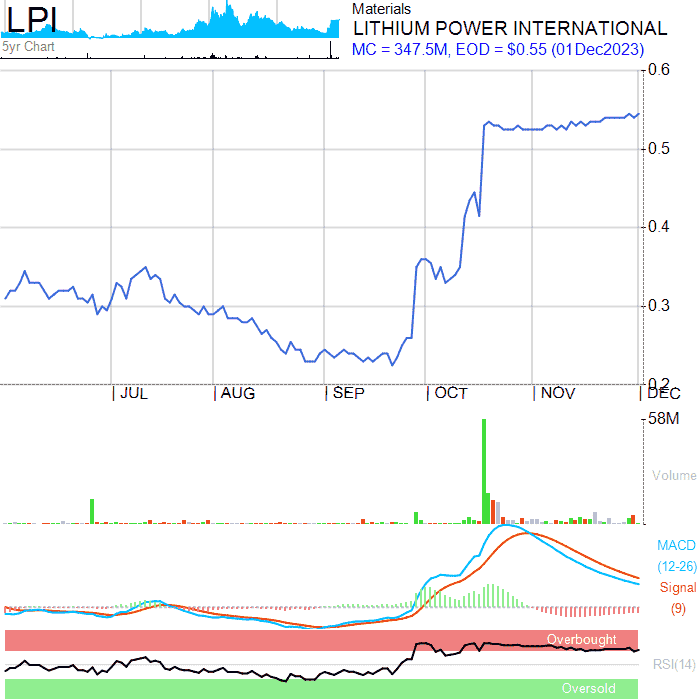 LPI
5yr Chart
Materials
LITHIUM POWER INTERNATIONAL
MC = 347.5M, EOD = $0.55 (01Dec2023)
0.6
0.5
0.4
0.3
0.2
JUL AUG SEP OCT NOV DEC
58M
Volume
MACD
(12-26)
Signal
(9)
Overbought
RSI(14)
Oversold